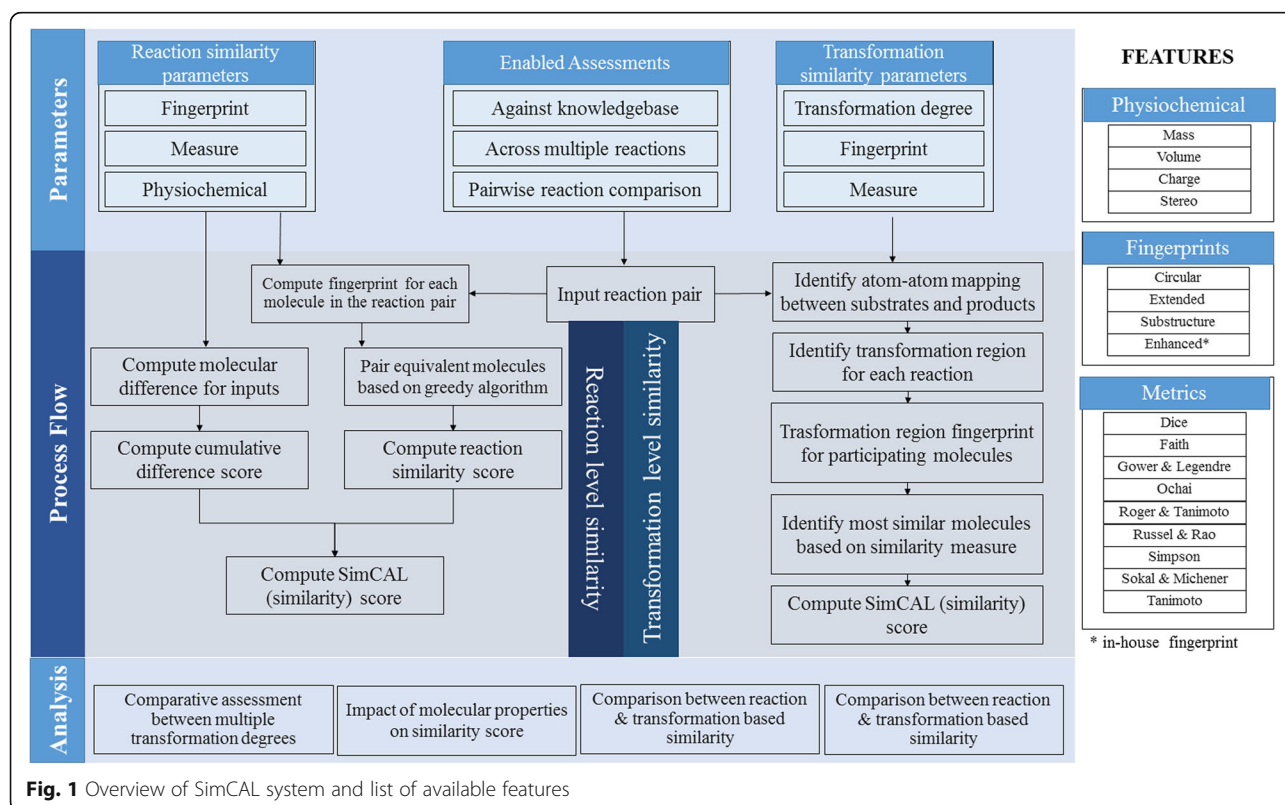 Parameters
Reaction similarity
parameters
Fingerprint
Measure
Physiochemical
Enabled Assessments
Against knowledgebase
Across multiple reactions
Pairwise reaction comparison
Transformation
similarity parameters
Transformation degree
Fingerprint
Measure
Process Flow
Compute fingerprint for each
molecule in the reaction pair
Input reaction pair
Identify atom-atom mapping
between substrates and products
Compute molecular
difference for inputs
Pair equivalent molecules
based on greedy algorithm
Identify transformation region
for each reaction
Compute cumulative
difference score
Compute reaction
similarity score
Trasformation region fingerprint
for participating molecules
Identify most similar molecules
based on similarity measure
Compute SimCAL
(similarity) score
Compute SimCAL (similarity)
score
Reaction level similarity
Transformation level similarity
Analysis
Comparative assessment
between multiple
transformation degrees
Impact of molecular properties
on similarity score
Comparison between reaction
& transformation based
similarity
Comparison between reaction
& transformation based
similarity
FEATURES
Physiochemical
Mass
Volume
Charge
Stereo
Fingerprints
Circular
Extended
Substructure
Enhanced*
Metrics
Dice
Faith
Gower & Legendre
Ochai
Roger & Tanimoto
Russel & Rao
Simpson
Sokal & Michener
Tanimoto
* in-house fingerprint
Fig. 1 Overview of SimCAL system and list of available features